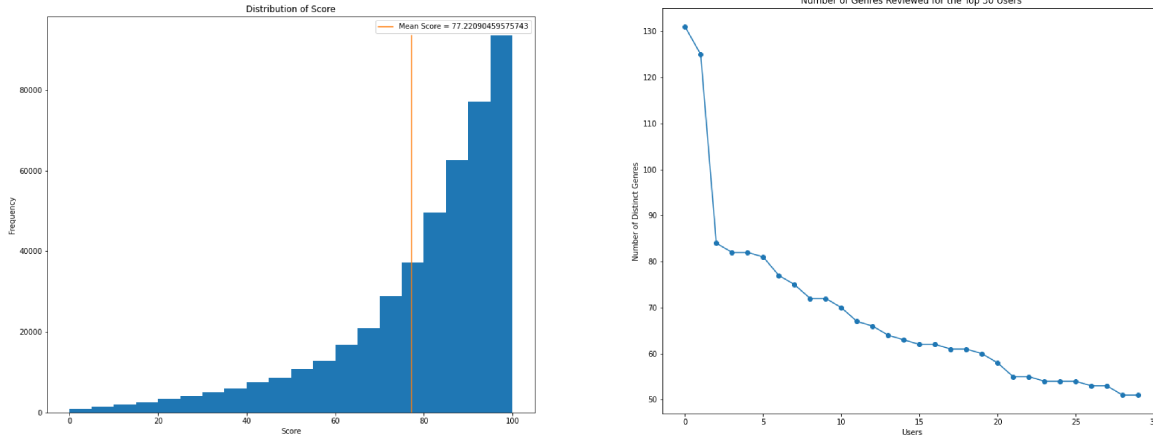 Distribution of Score
Mean Score = 77.22090459575743
80000
60000
40000
20000
0
Frequency
0 20 40 60 80 100
Score
Number of Genres Reviewed for the Top 30 Users
130
120
110
100
90
80
70
60
50
Number of Distinct Genres
0 5 10 15 20 25
Users